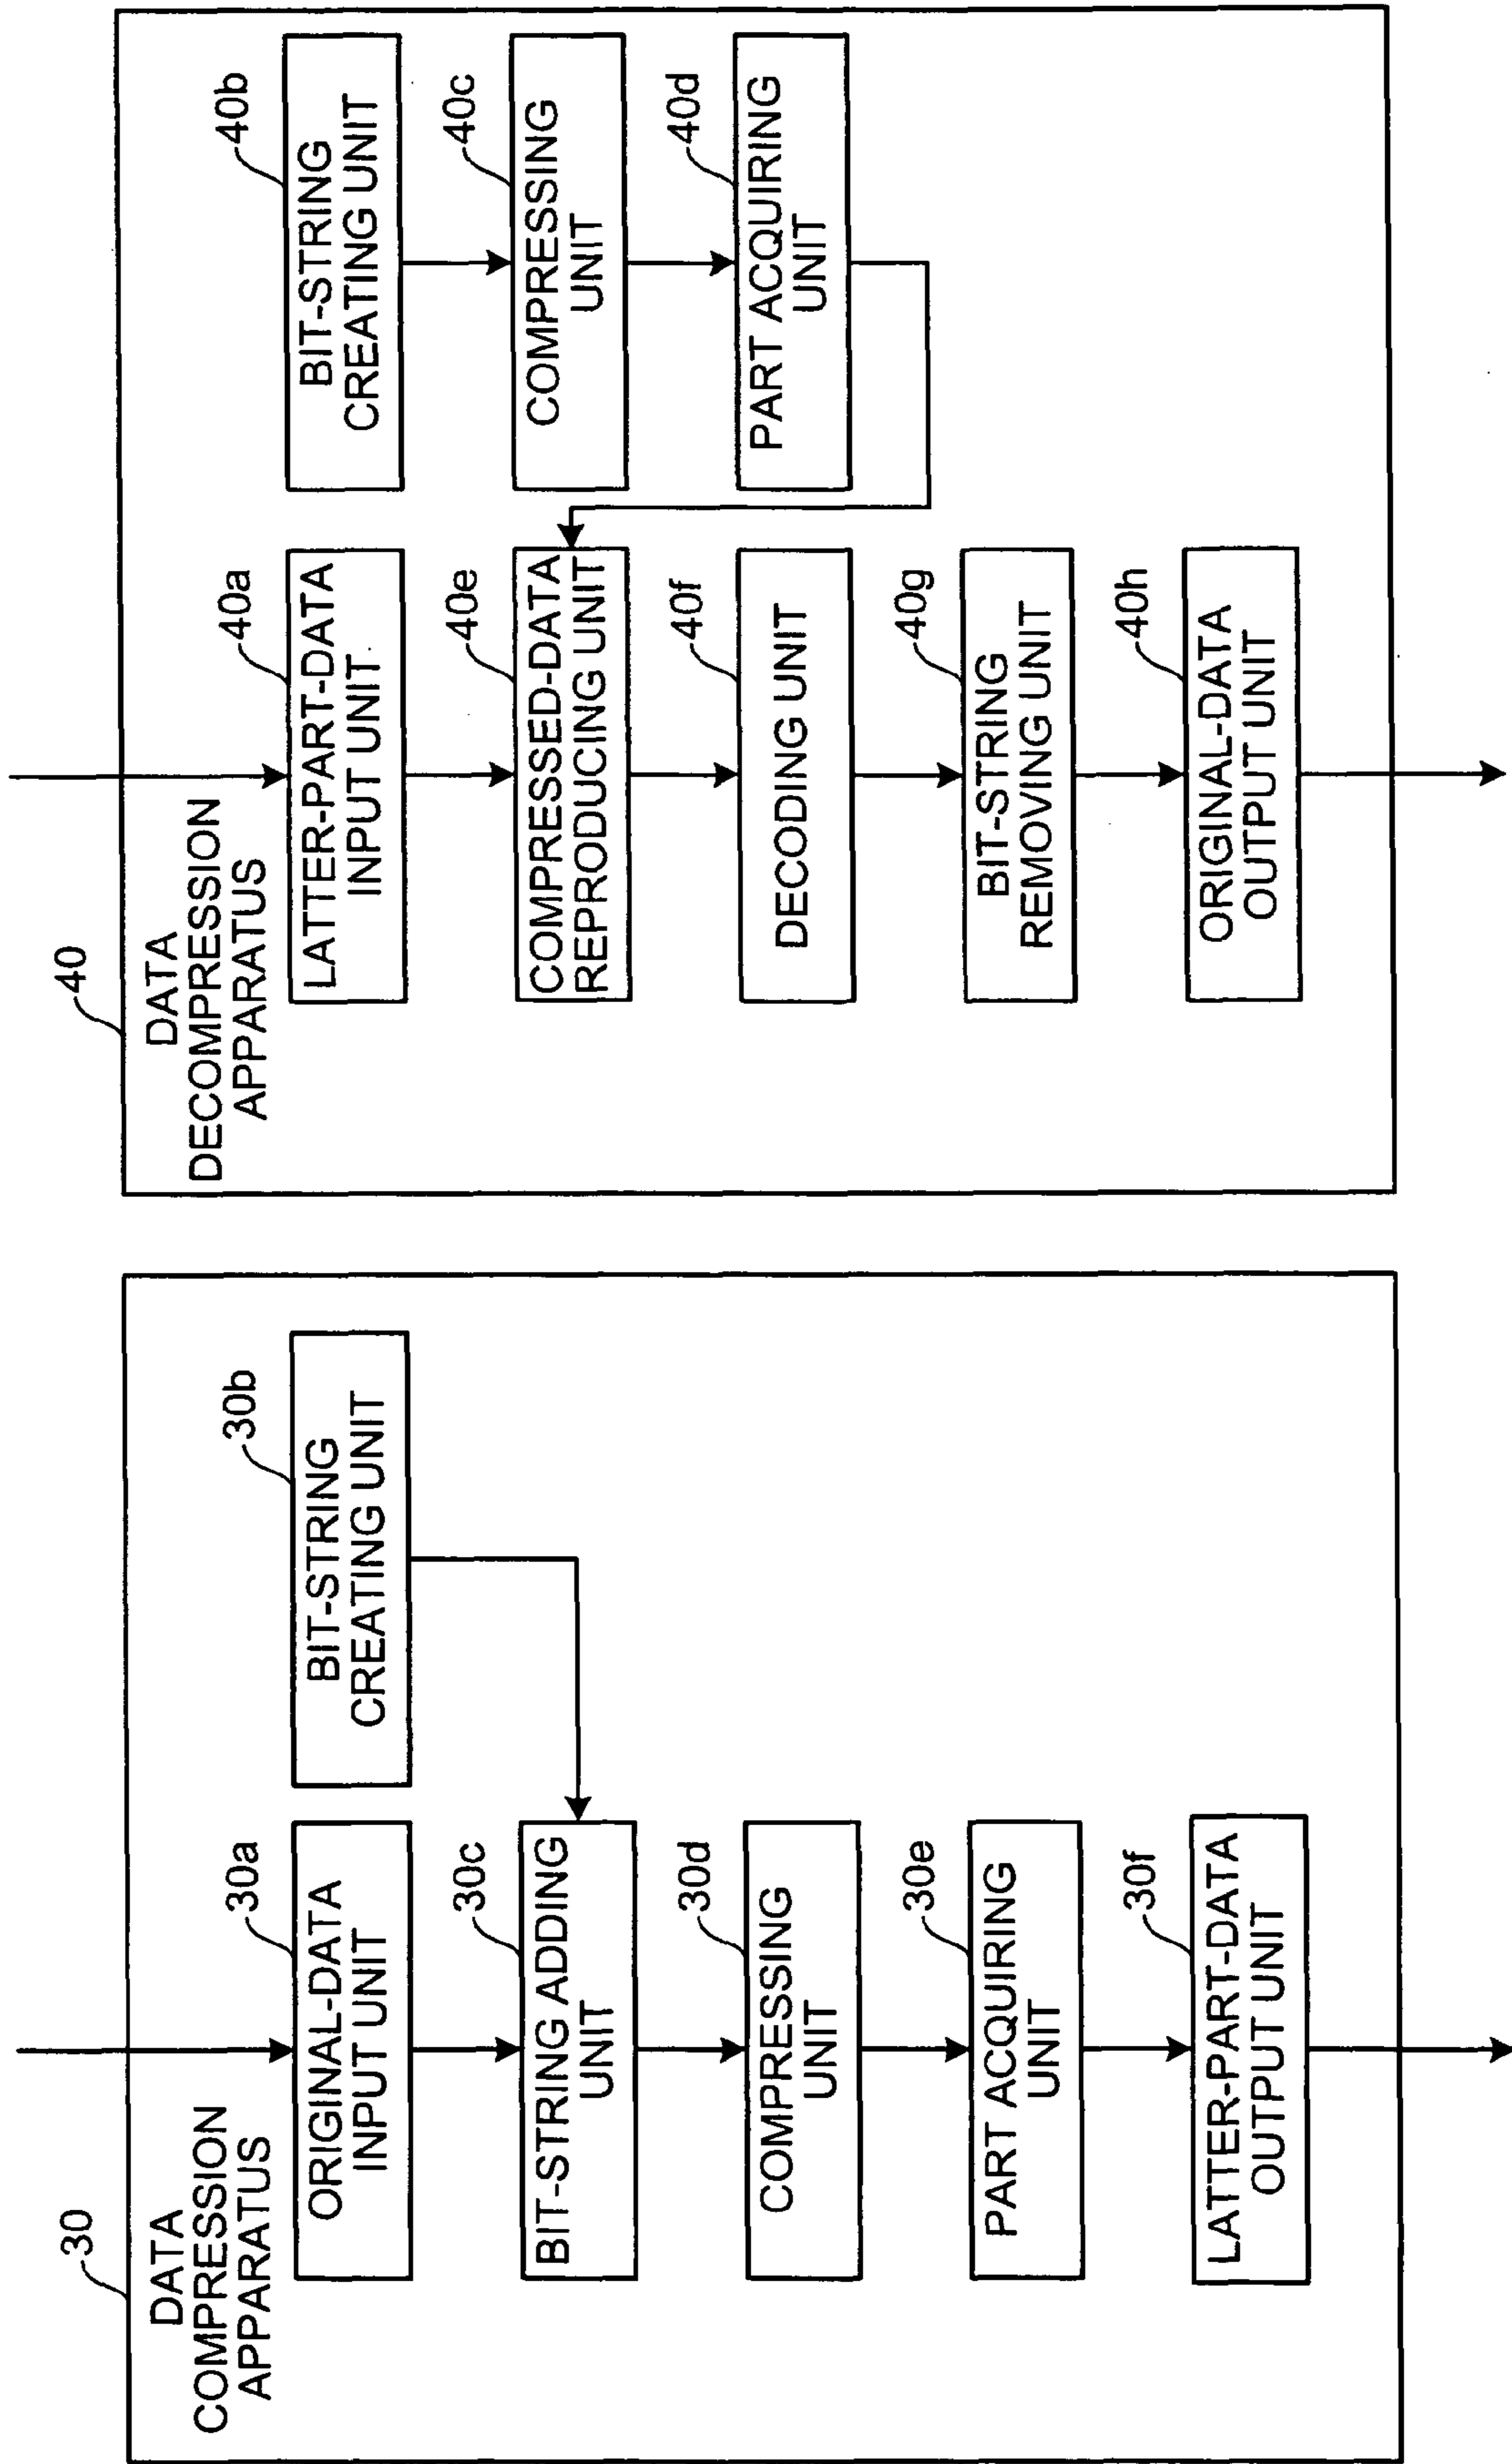 30
DATA
COMPRESSION
APPARATUS
30a
ORIGINAL-DATA
INPUT UNIT
30b
BIT-STRING
CREATING UNIT
30c
BIT-STRING ADDING
UNIT
30d
COMPRESSING
UNIT
30e
PART ACQUIRING
UNIT
30f
LATTER-PART-DATA
OUTPUT UNIT
40
DATA
DECOMPRESSION
APPARATUS
40a
LATTER-PART-DATA
INPUT UNIT
40b
BIT-STRING
CREATING UNIT
40e
COMPRESSED-DATA
REPRODUCING UNIT
40c
COMPRESSING
UNIT
40f
DECODING UNIT
40d
PART ACQUIRING
UNIT
40g
BIT-STRING
REMOVING UNIT
40h
ORIGINAL-DATA
OUTPUT UNIT